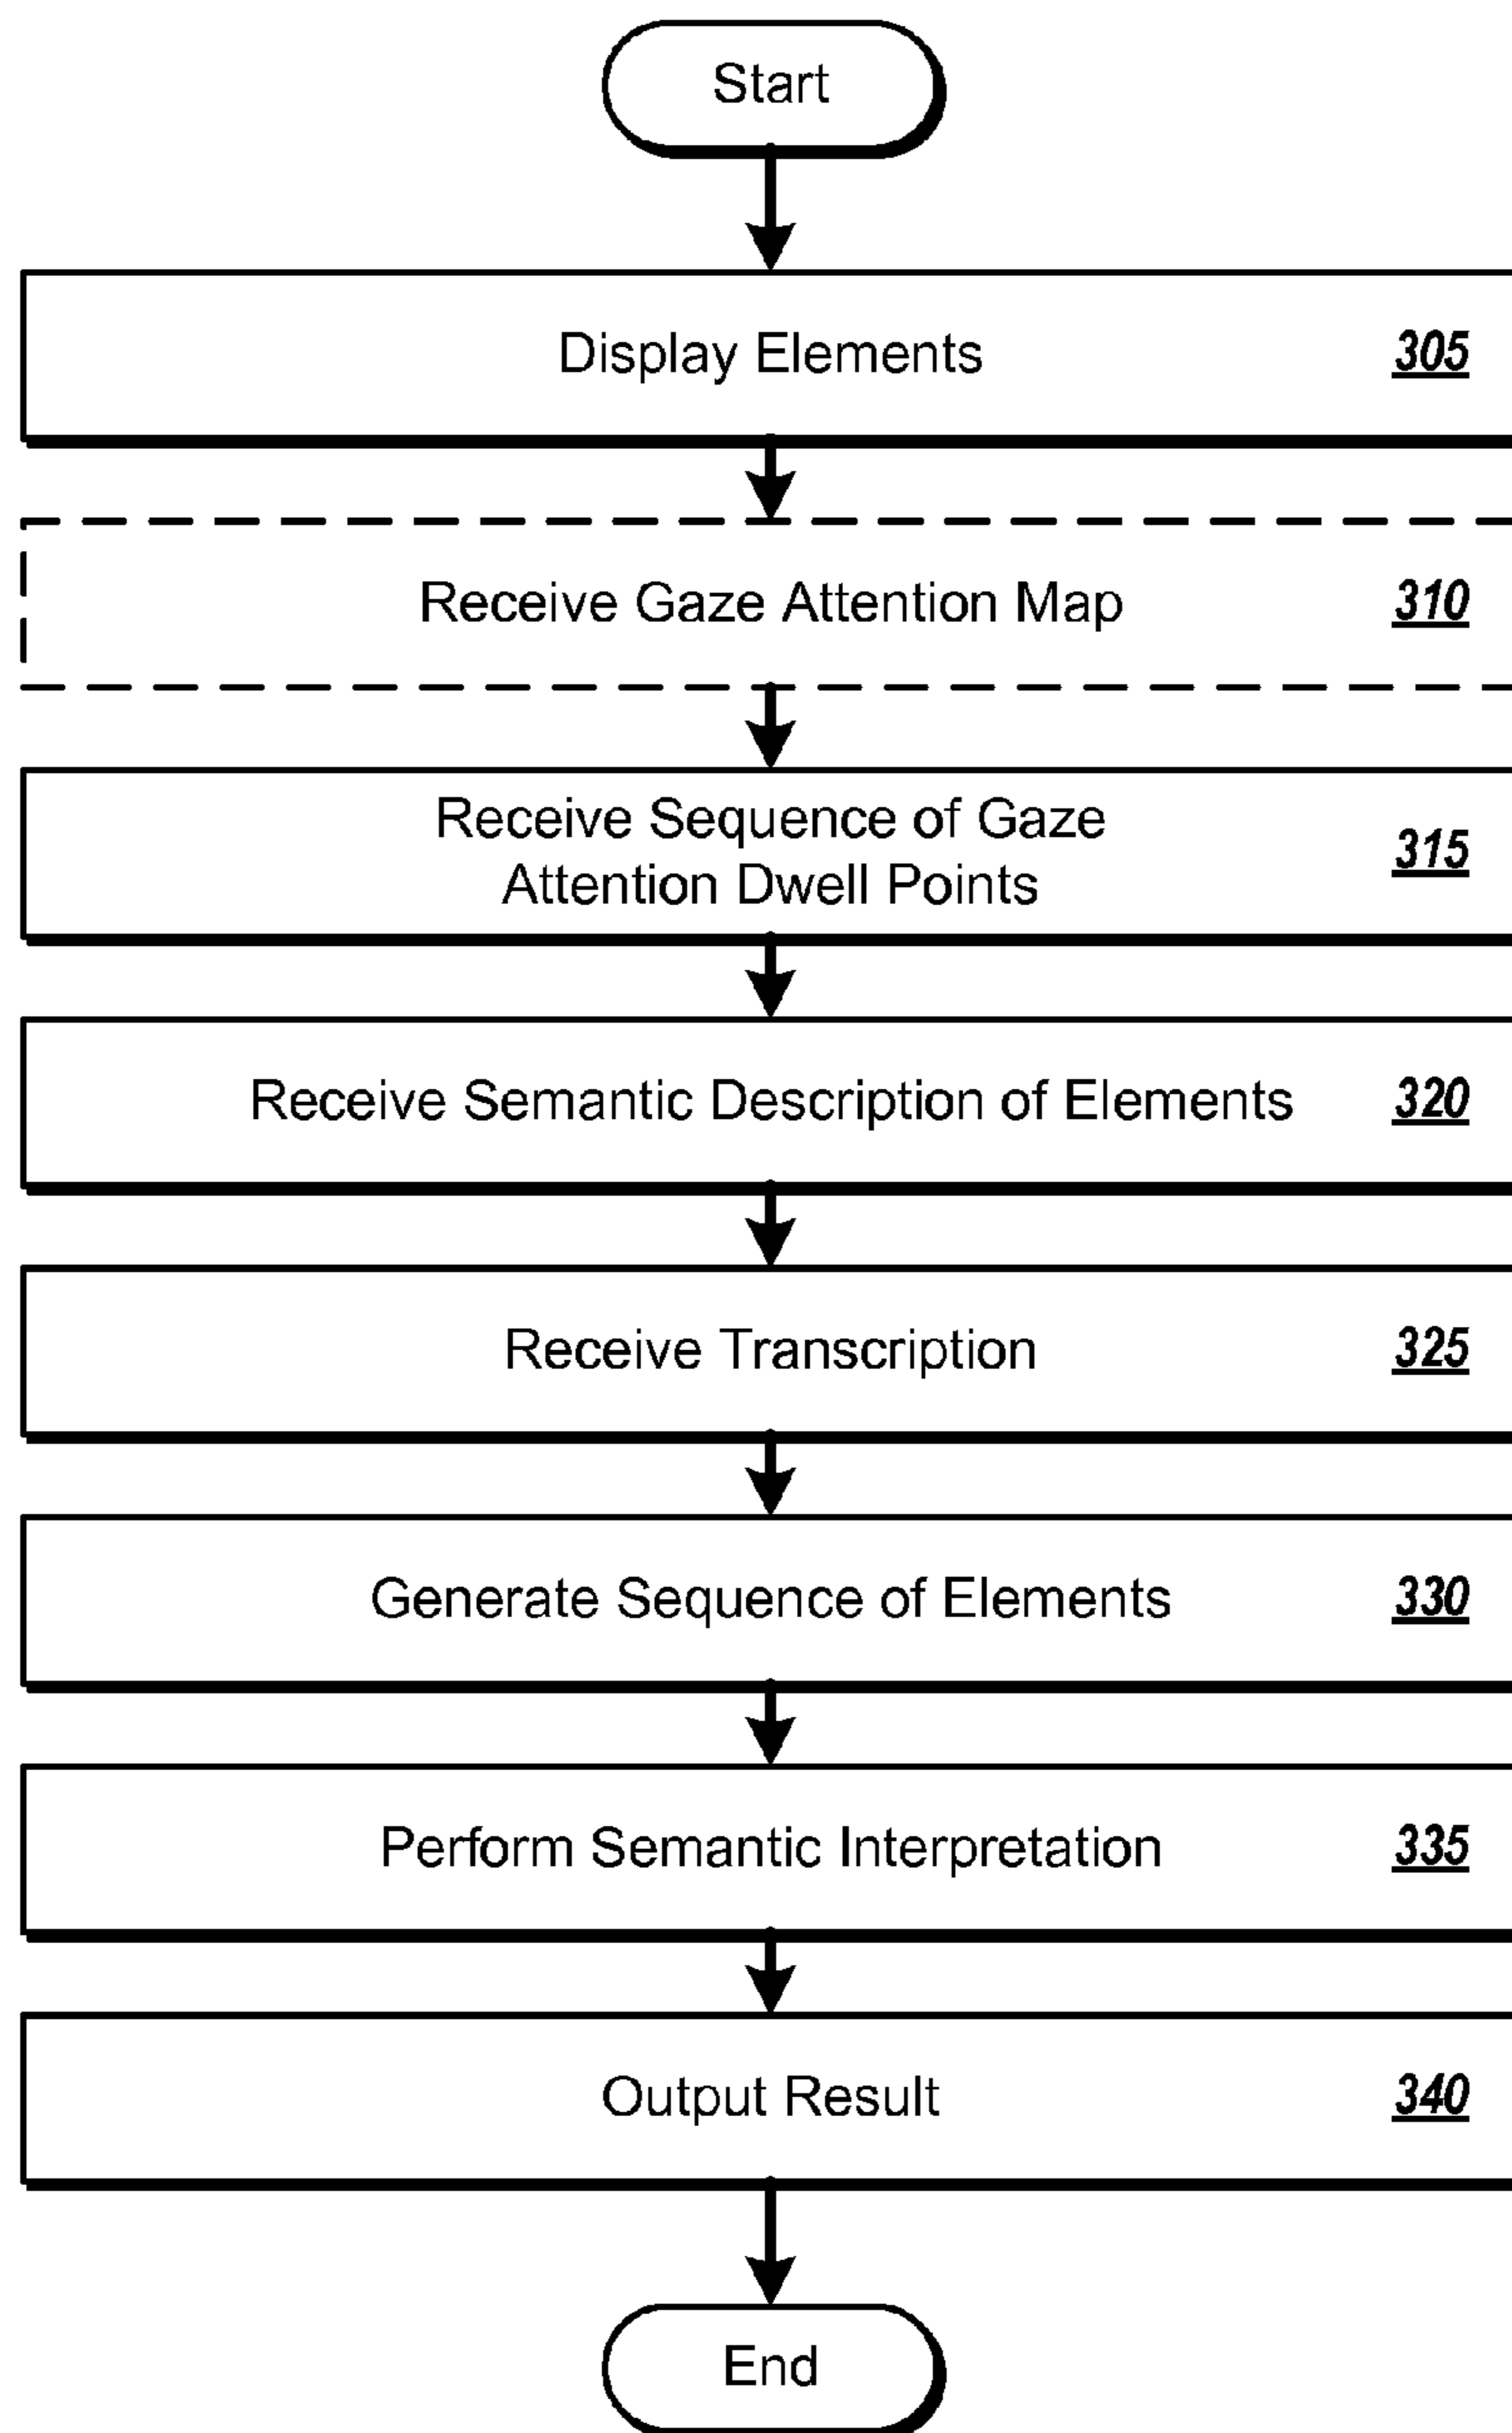 Start
Display Elements 305
Receive Gaze Attention Map 310
Receive Sequence of Gaze
Attention Dwell Points 315
Receive Semantic Description of Elements 320
Receive Transcription 325
Generate Sequence of Elements 330
Perform Semantic Interpretation 335
Output Result 340
End